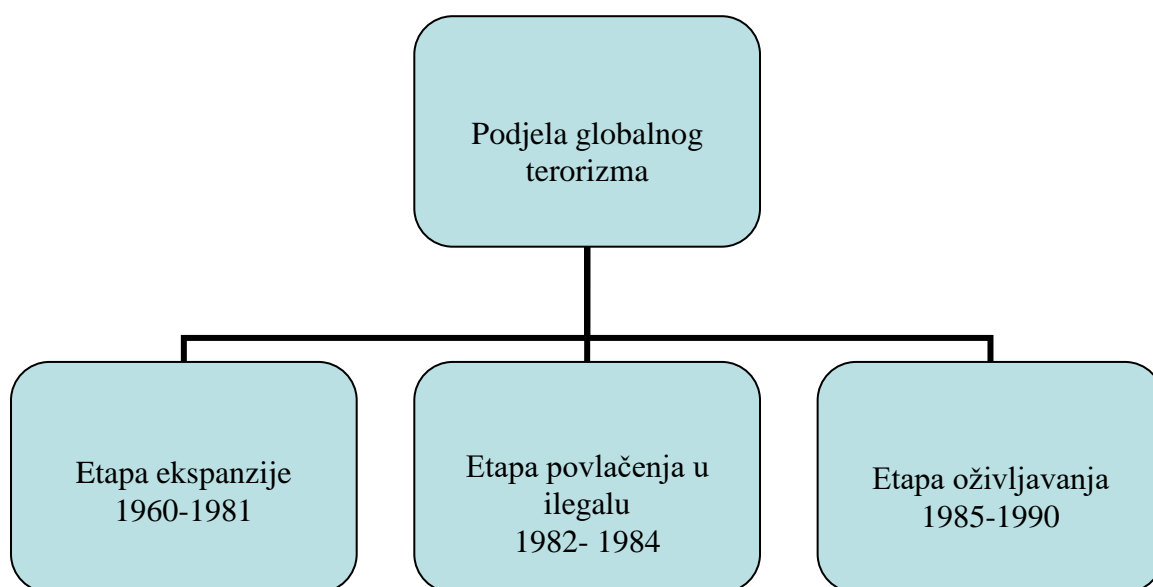 Podjela globalnog
terorizma
Etapa ekspanzije
1960-1981
Etapa povlačenja u
ilegalu
1982- 1984
Etapa oživljavanja
1985-1990